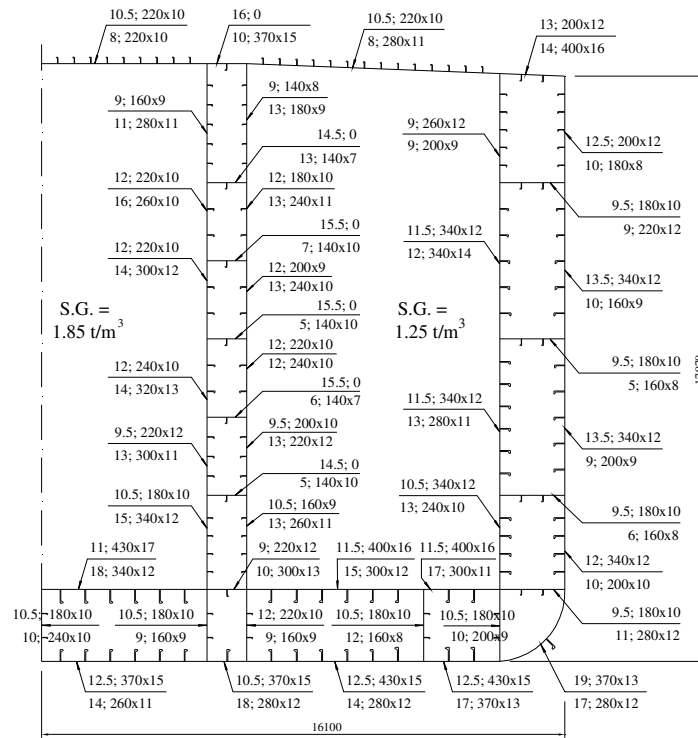 10.5; 220x10
8; 220x10
16; 0
10; 370x15
10.5; 220x10
8; 280x11
13; 200x12
14; 400x16
9; 160x9
11; 280x11
9; 140x8
13; 180x9
9; 260x12
9; 200x9
12.5; 200x12
10; 180x8
14.5; 0
13; 140x7
12; 220x10
16; 260x10
12; 180x10
13; 240x11
9.5; 180x10
9; 220x12
15.5; 0
7; 140x10
11.5; 340x12
12; 340x14
12; 220x10
14; 300x12
12; 200x9
13; 240x10
13.5; 340x12
10; 160x9
S.G. =
1.85 t/m³
15.5; 0
5; 140x10
S.G. =
1.25 t/m³
12; 220x10
12; 240x10
9.5; 180x10
5; 160x8
12; 240x10
14; 320x13
15.5; 0
6; 140x7
11.5; 340x12
13; 280x11
9.5; 220x12
13; 300x11
9.5; 200x10
13; 220x12
13.5; 340x12
9; 200x9
14.5; 0
5; 140x10
10.5; 180x10
15; 340x12
10.5; 160x9
13; 260x11
10.5; 340x12
13; 240x10
9.5; 180x10
6; 160x8
11; 430x17
18; 340x12
9; 220x12
10; 300x13
11.5; 400x16
15; 300x12
11.5; 400x16
17; 300x11
12; 340x12
10; 200x10
10.5; 180x10
10; 240x10
10.5; 180x10
9; 160x9
12; 220x10
9; 160x9
10.5; 180x10
12; 160x8
10.5; 180x10
10; 200x9
9.5; 180x10
11; 280x12
12.5; 370x15
14; 260x11
10.5; 370x15
18; 280x12
12.5; 430x15
14; 280x12
12.5; 430x15
17; 370x13
19; 370x13
17; 280x12
16100